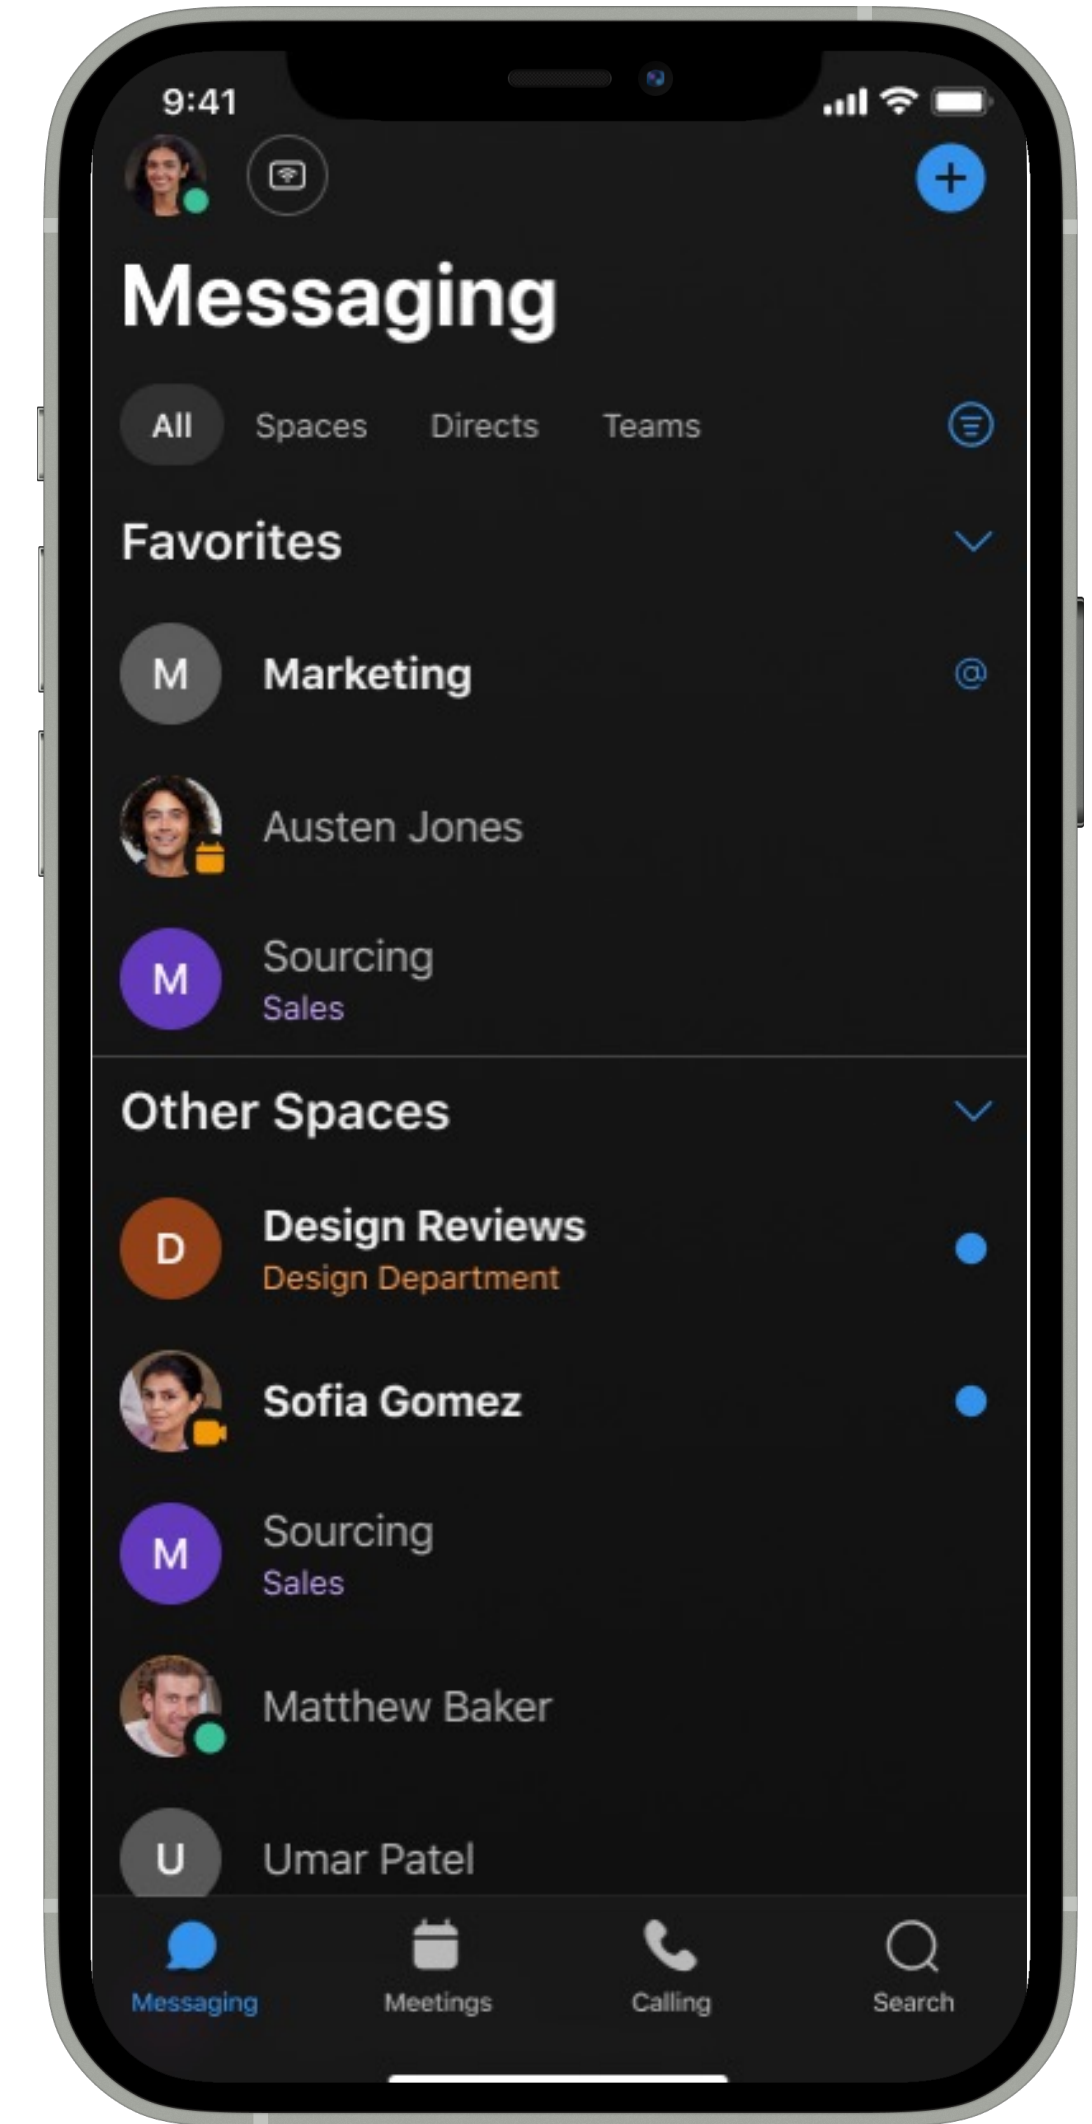 9:41
Messaging
All Spaces Directs Teams
Favorites
M Marketing @
Austen Jones
M Sourcing
Sales
Other Spaces
D Design Reviews
Design Department
Sofia Gomez
M Sourcing
Sales
Matthew Baker
U Umar Patel
Messaging Meetings Calling Search